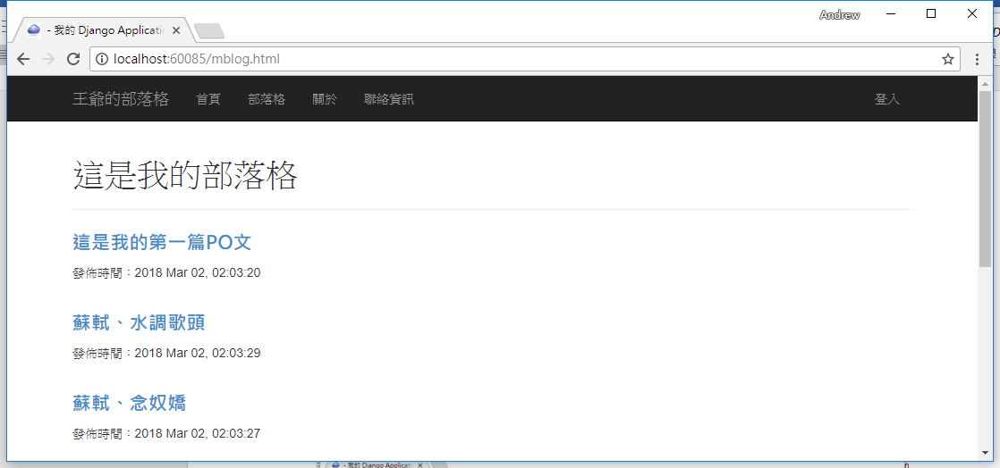 Andrew
- 我的 Django Applicatio
localhost:60085/mblog.html
王爺的部落格 首頁 部落格 關於 聯絡資訊 登入
這是我的部落格
這是我的第一篇PO文
發佈時間：2018 Mar 02, 02:03:20
蘇軾、水調歌頭
發佈時間：2018 Mar 02, 02:03:29
蘇軾、念奴嬌
發佈時間：2018 Mar 02, 02:03:27
- 我的 Django Applicati